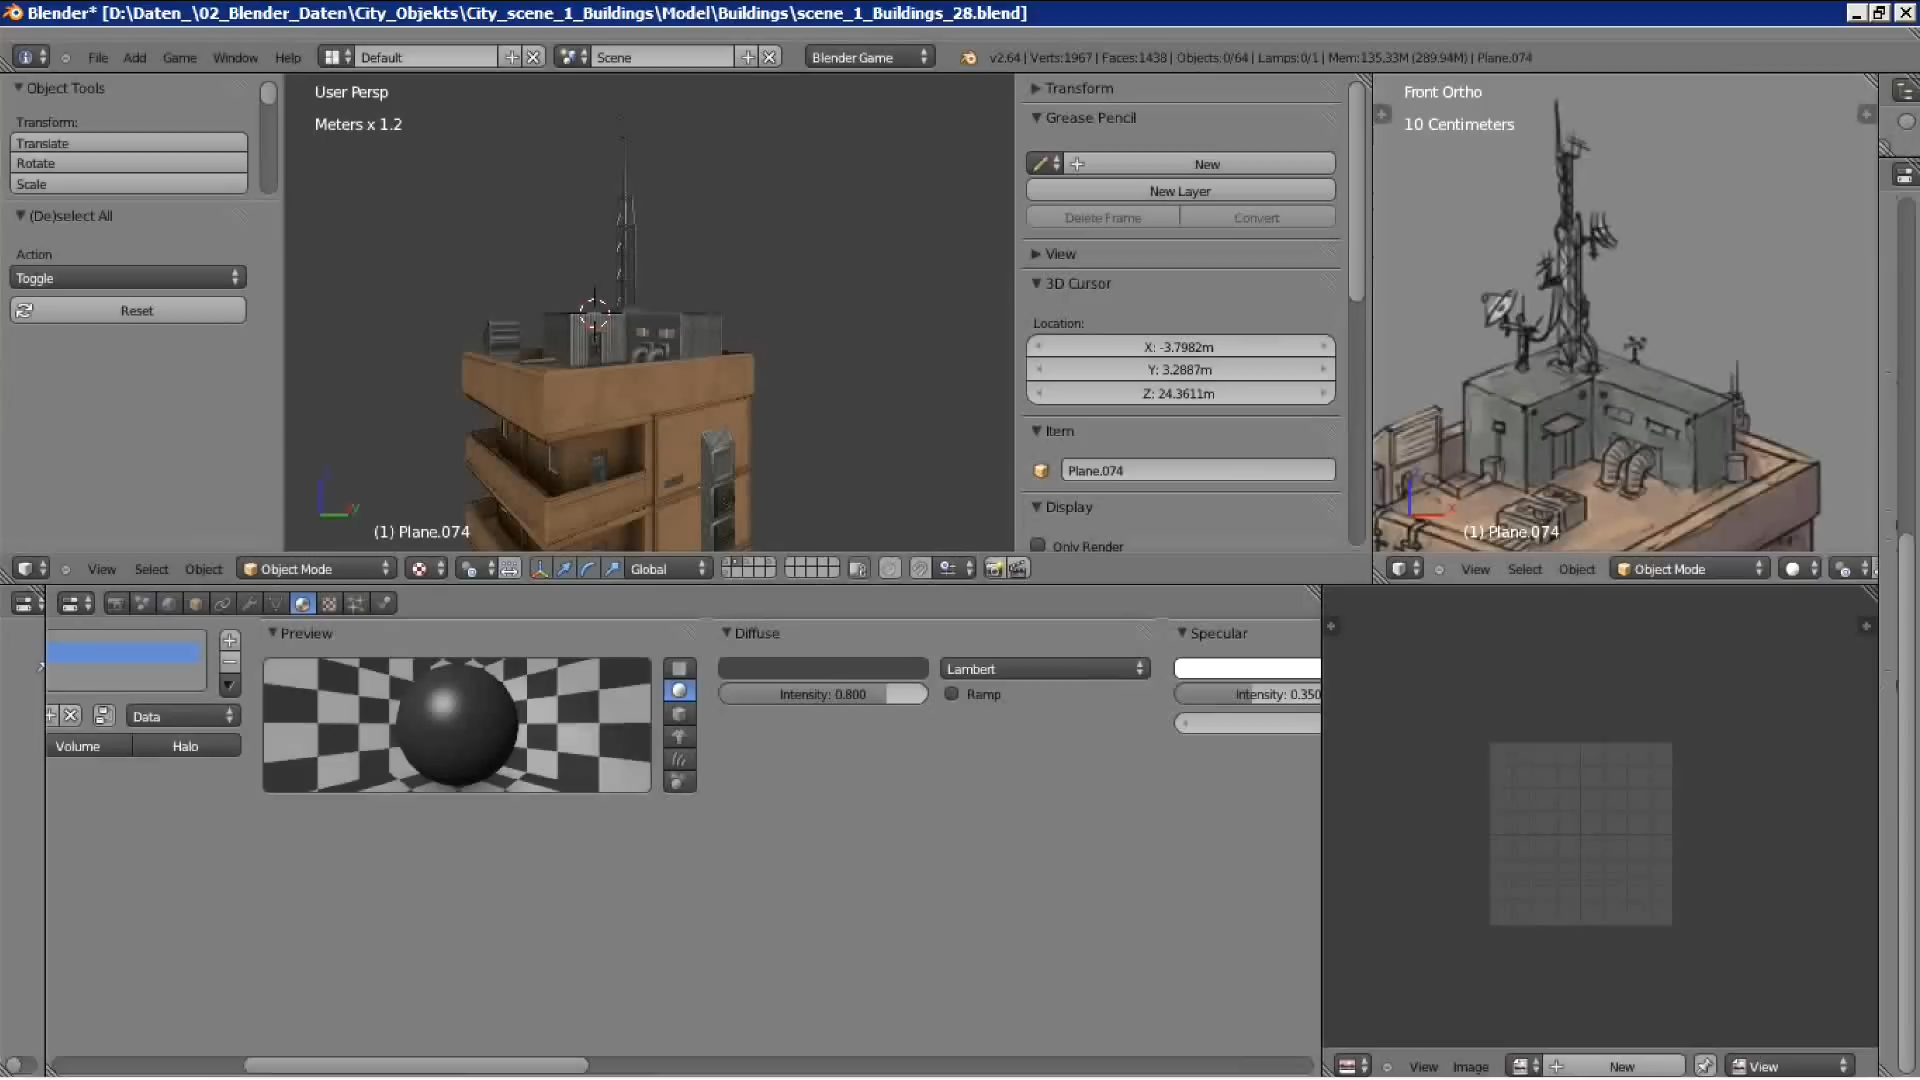 Blender* [D:\Daten_\02_Blender_Daten\City_Objekts\City_scene_1_Buildings\Model\Buildings\scene_1_Buildings_28.blend]
File Add Game Window Help Default Scene Blender Game v2.64 | Verts:1967 | Faces:1438 | Objects:0/64 | Lamps:0/1 | Mem:135.33M (289.94M) | Plane.074
Object Tools
Transform:
Translate
Rotate
Scale
(De)select All
Action
Toggle
Reset
User Persp
Meters x 1.2
(1) Plane.074
Transform
Grease Pencil
New
New Layer
Delete Frame Convert
View
3D Cursor
Location:
X: -3.7982m
Y: 3.2887m
Z: 24.3611m
Item
Plane.074
Display
Only Render
Front Ortho
10 Centimeters
(1) Plane.074
View Select Object Object Mode Global
View Select Object Object Mode
Data
Volume Halo
Preview
Diffuse
Lambert
Intensity: 0.800 Ramp
Specular
Intensity: 0.350
View Image New View